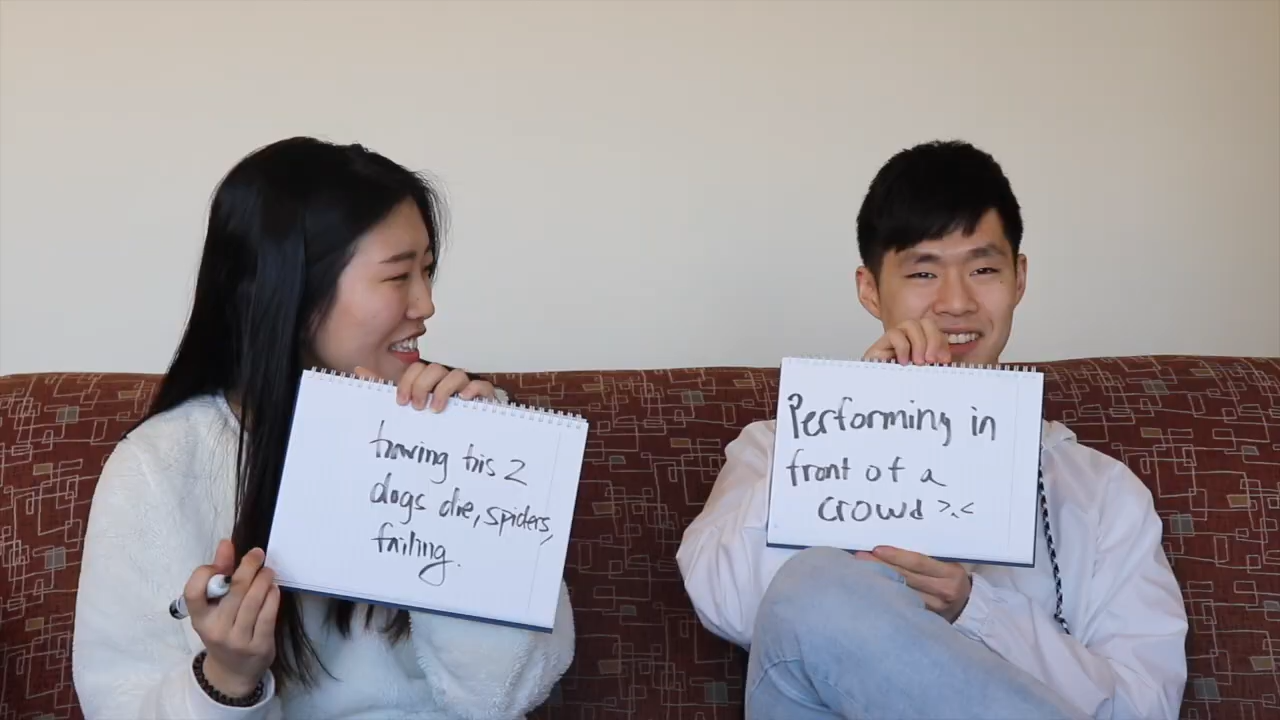 having his 2
dogs die, spiders,
failing.
Performing in
front of a
crowd >.<